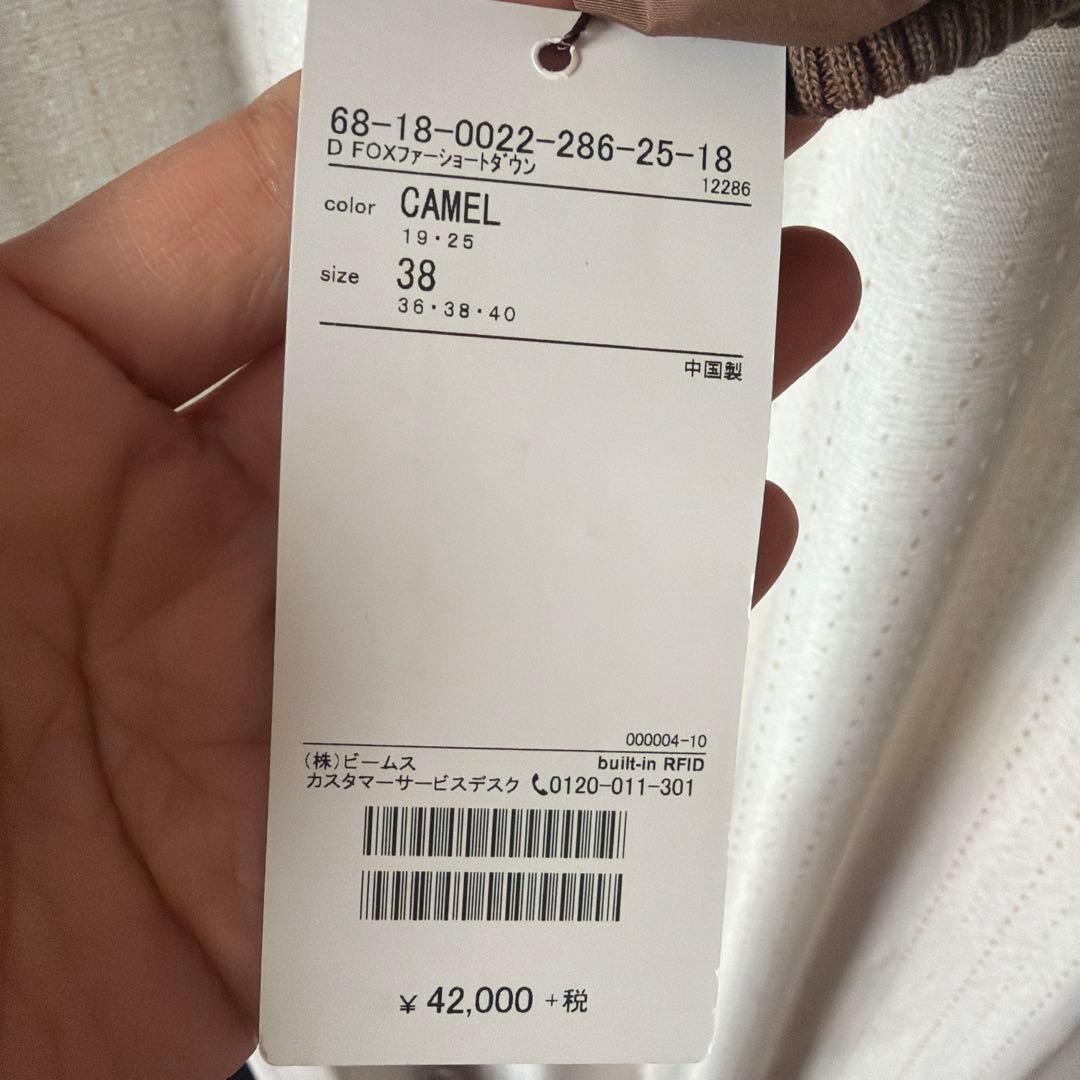 68-18-0022-286-25-18
D FOXファーショートダウン
12286
color CAMEL
19・25
size 38
36・38・40
中国製
000004-10
(株)ビームス built-in RFID
カスタマーサービスデスク 0120-011-301
¥ 42,000 +税